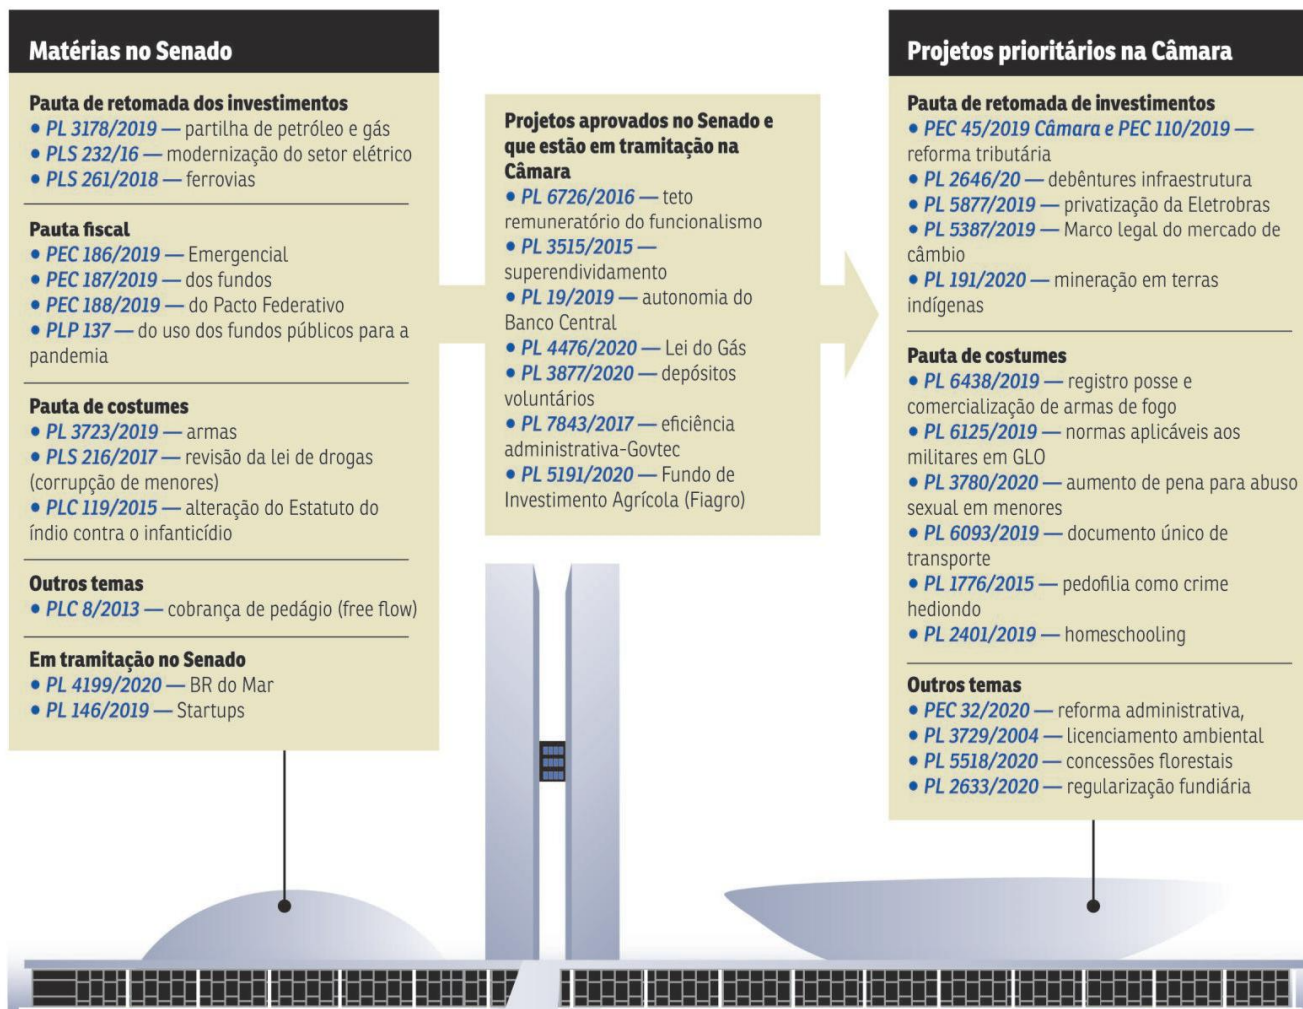 Matérias no Senado
Pauta de retomada dos investimentos
• PL 3178/2019 — partilha de petróleo e gás
• PLS 232/16 — modernização do setor elétrico
• PLS 261/2018 — ferrovias
Pauta fiscal
• PEC 186/2019 — Emergencial
• PEC 187/2019 — dos fundos
• PEC 188/2019 — do Pacto Federativo
• PLP 137 — do uso dos fundos públicos para a
pandemia
Pauta de costumes
• PL 3723/2019 — armas
• PLS 216/2017 — revisão da lei de drogas
(corrupção de menores)
• PLC 119/2015 — alteração do Estatuto do
índio contra o infanticídio
Outros temas
• PLC 8/2013 — cobrança de pedágio (free flow)
Em tramitação no Senado
• PL 4199/2020 — BR do Mar
• PL 146/2019 — Startups
Projetos aprovados no Senado e
que estão em tramitação na
Câmara
• PL 6726/2016 — teto
remuneratório do funcionalismo
• PL 3515/2015 —
superendividamento
• PL 19/2019 — autonomia do
Banco Central
• PL 4476/2020 — Lei do Gás
• PL 3877/2020 — depósitos
voluntários
• PL 7843/2017 — eficiência
administrativa-Govtec
• PL 5191/2020 — Fundo de
Investimento Agrícola (Fiagro)
Projetos prioritários na Câmara
Pauta de retomada de investimentos
• PEC 45/2019 Câmara e PEC 110/2019 —
reforma tributária
• PL 2646/20 — debêntures infraestrutura
• PL 5877/2019 — privatização da Eletrobras
• PL 5387/2019 — Marco legal do mercado de
câmbio
• PL 191/2020 — mineração em terras
indígenas
Pauta de costumes
• PL 6438/2019 — registro posse e
comercialização de armas de fogo
• PL 6125/2019 — normas aplicáveis aos
militares em GLO
• PL 3780/2020 — aumento de pena para abuso
sexual em menores
• PL 6093/2019 — documento único de
transporte
• PL 1776/2015 — pedofilia como crime
hediondo
• PL 2401/2019 — homeschooling
Outros temas
• PEC 32/2020 — reforma administrativa,
• PL 3729/2004 — licenciamento ambiental
• PL 5518/2020 — concessões florestais
• PL 2633/2020 — regularização fundiária